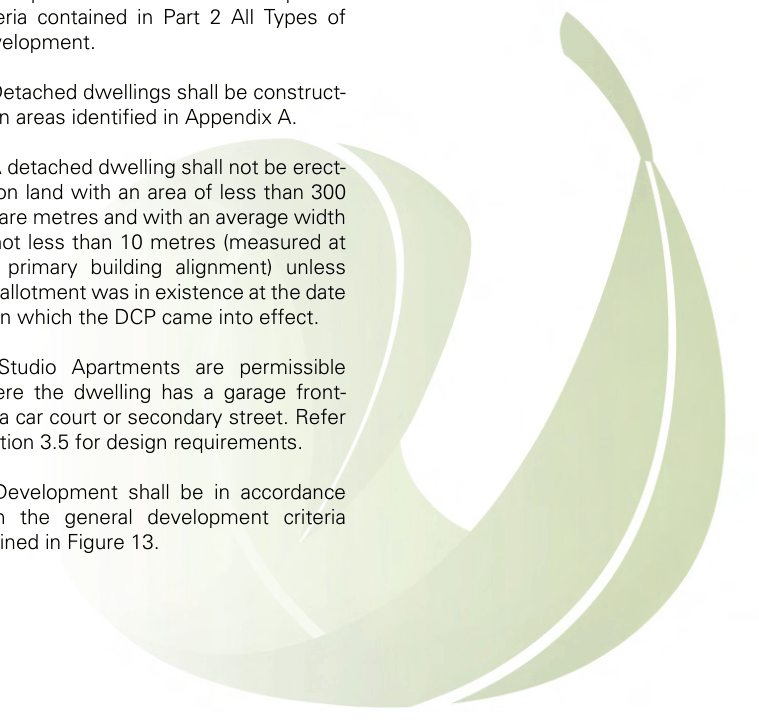 eria contained in Part 2 All Types of
velopment.
Detached dwellings shall be construct-
n areas identified in Appendix A.
A detached dwelling shall not be erect-
on land with an area of less than 300
are metres and with an average width
not less than 10 metres (measured at
primary building alignment) unless
allotment was in existence at the date
n which the DCP came into effect.
Studio Apartments are permissible
ere the dwelling has a garage front-
a car court or secondary street. Refer
tion 3.5 for design requirements.
Development shall be in accordance
h the general development criteria
ined in Figure 13.